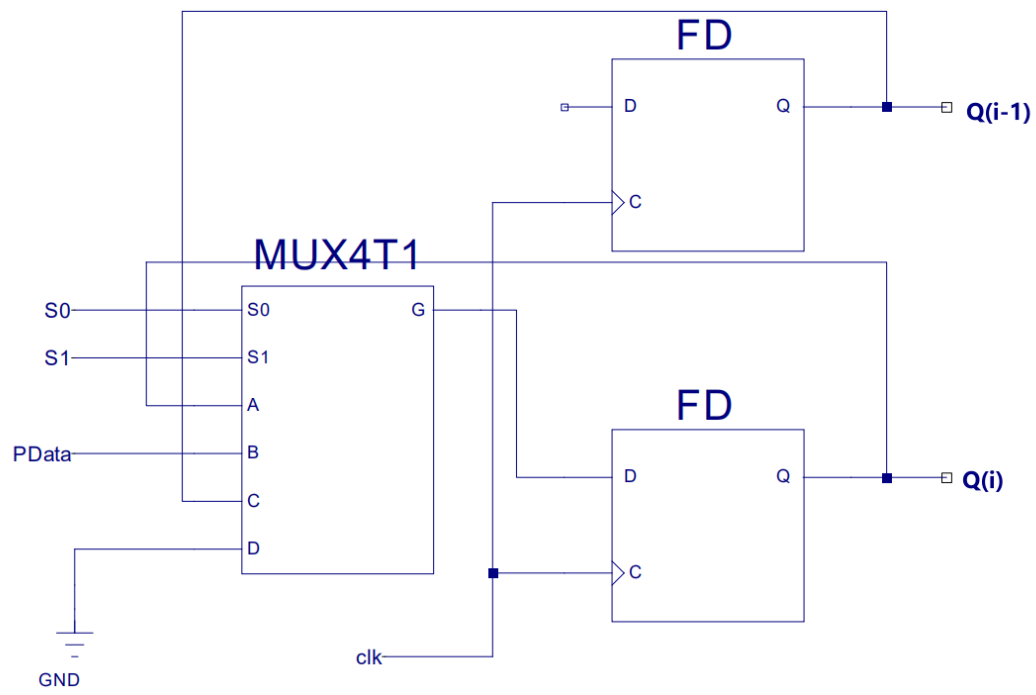 FD
D
Q
Q(i-1)
C
MUX4T1
S0
S0
G
S1
S1
A
FD
PData
B
D
Q
Q(i)
C
D
C
clk
GND